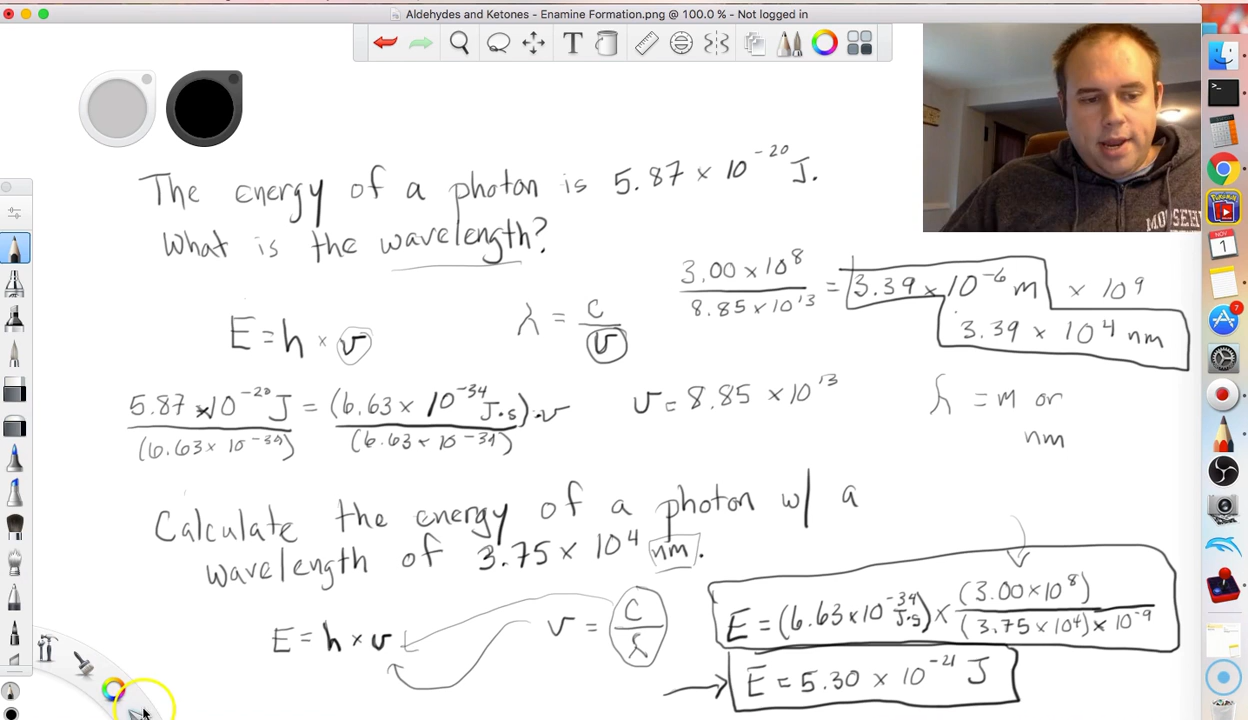 Aldehydes and Ketones - Enamine Formation.png @ 100.0 % - Not logged in
The energy of a photon is 5.87 × 10⁻²⁰ J.
What is the wavelength?
E = h × ν
λ = c / ν
3.00 × 10⁸ / 8.85 × 10¹³ = 3.39 × 10⁻⁶ m × 10⁹
3.39 × 10⁴ nm
5.87 × 10⁻²⁰ J / (6.63 × 10⁻³⁴) = (6.63 × 10⁻³⁴ J·s)·ν / (6.63 × 10⁻³⁴)
ν = 8.85 × 10¹³
λ = m or
nm
Calculate the energy of a photon w/ a
wavelength of 3.75 × 10⁴ nm.
E = h × ν
ν = c / λ
E = (6.63 × 10⁻³⁴ J·s) × (3.00 × 10⁸) / (3.75 × 10⁴) × 10⁻⁹
E = 5.30 × 10⁻²¹ J
NOV
1
7